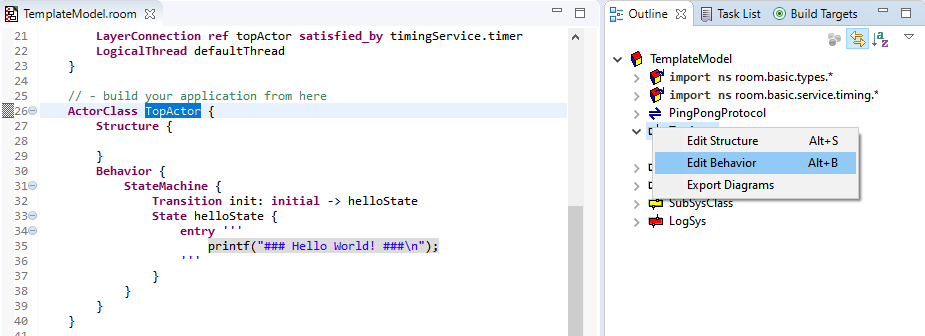 TemplateModel.room
21 LayerConnection ref topActor satisfied_by timingService.timer
22 LogicalThread defaultThread
23 }
24
25 // - build your application from here
26 ActorClass TopActor {
27 Structure {
28
29 }
30 Behavior {
31 StateMachine {
32 Transition init: initial -> helloState
33 State helloState {
34 entry '''
35 printf("### Hello World! ###\n");
36 '''
37 }
38 }
39 }
40 }
Outline Task List Build Targets
TemplateModel
import ns room.basic.types.*
import ns room.basic.service.timing.*
PingPongProtocol
Edit Structure Alt+S
Edit Behavior Alt+B
Export Diagrams
SubSysClass
LogSys